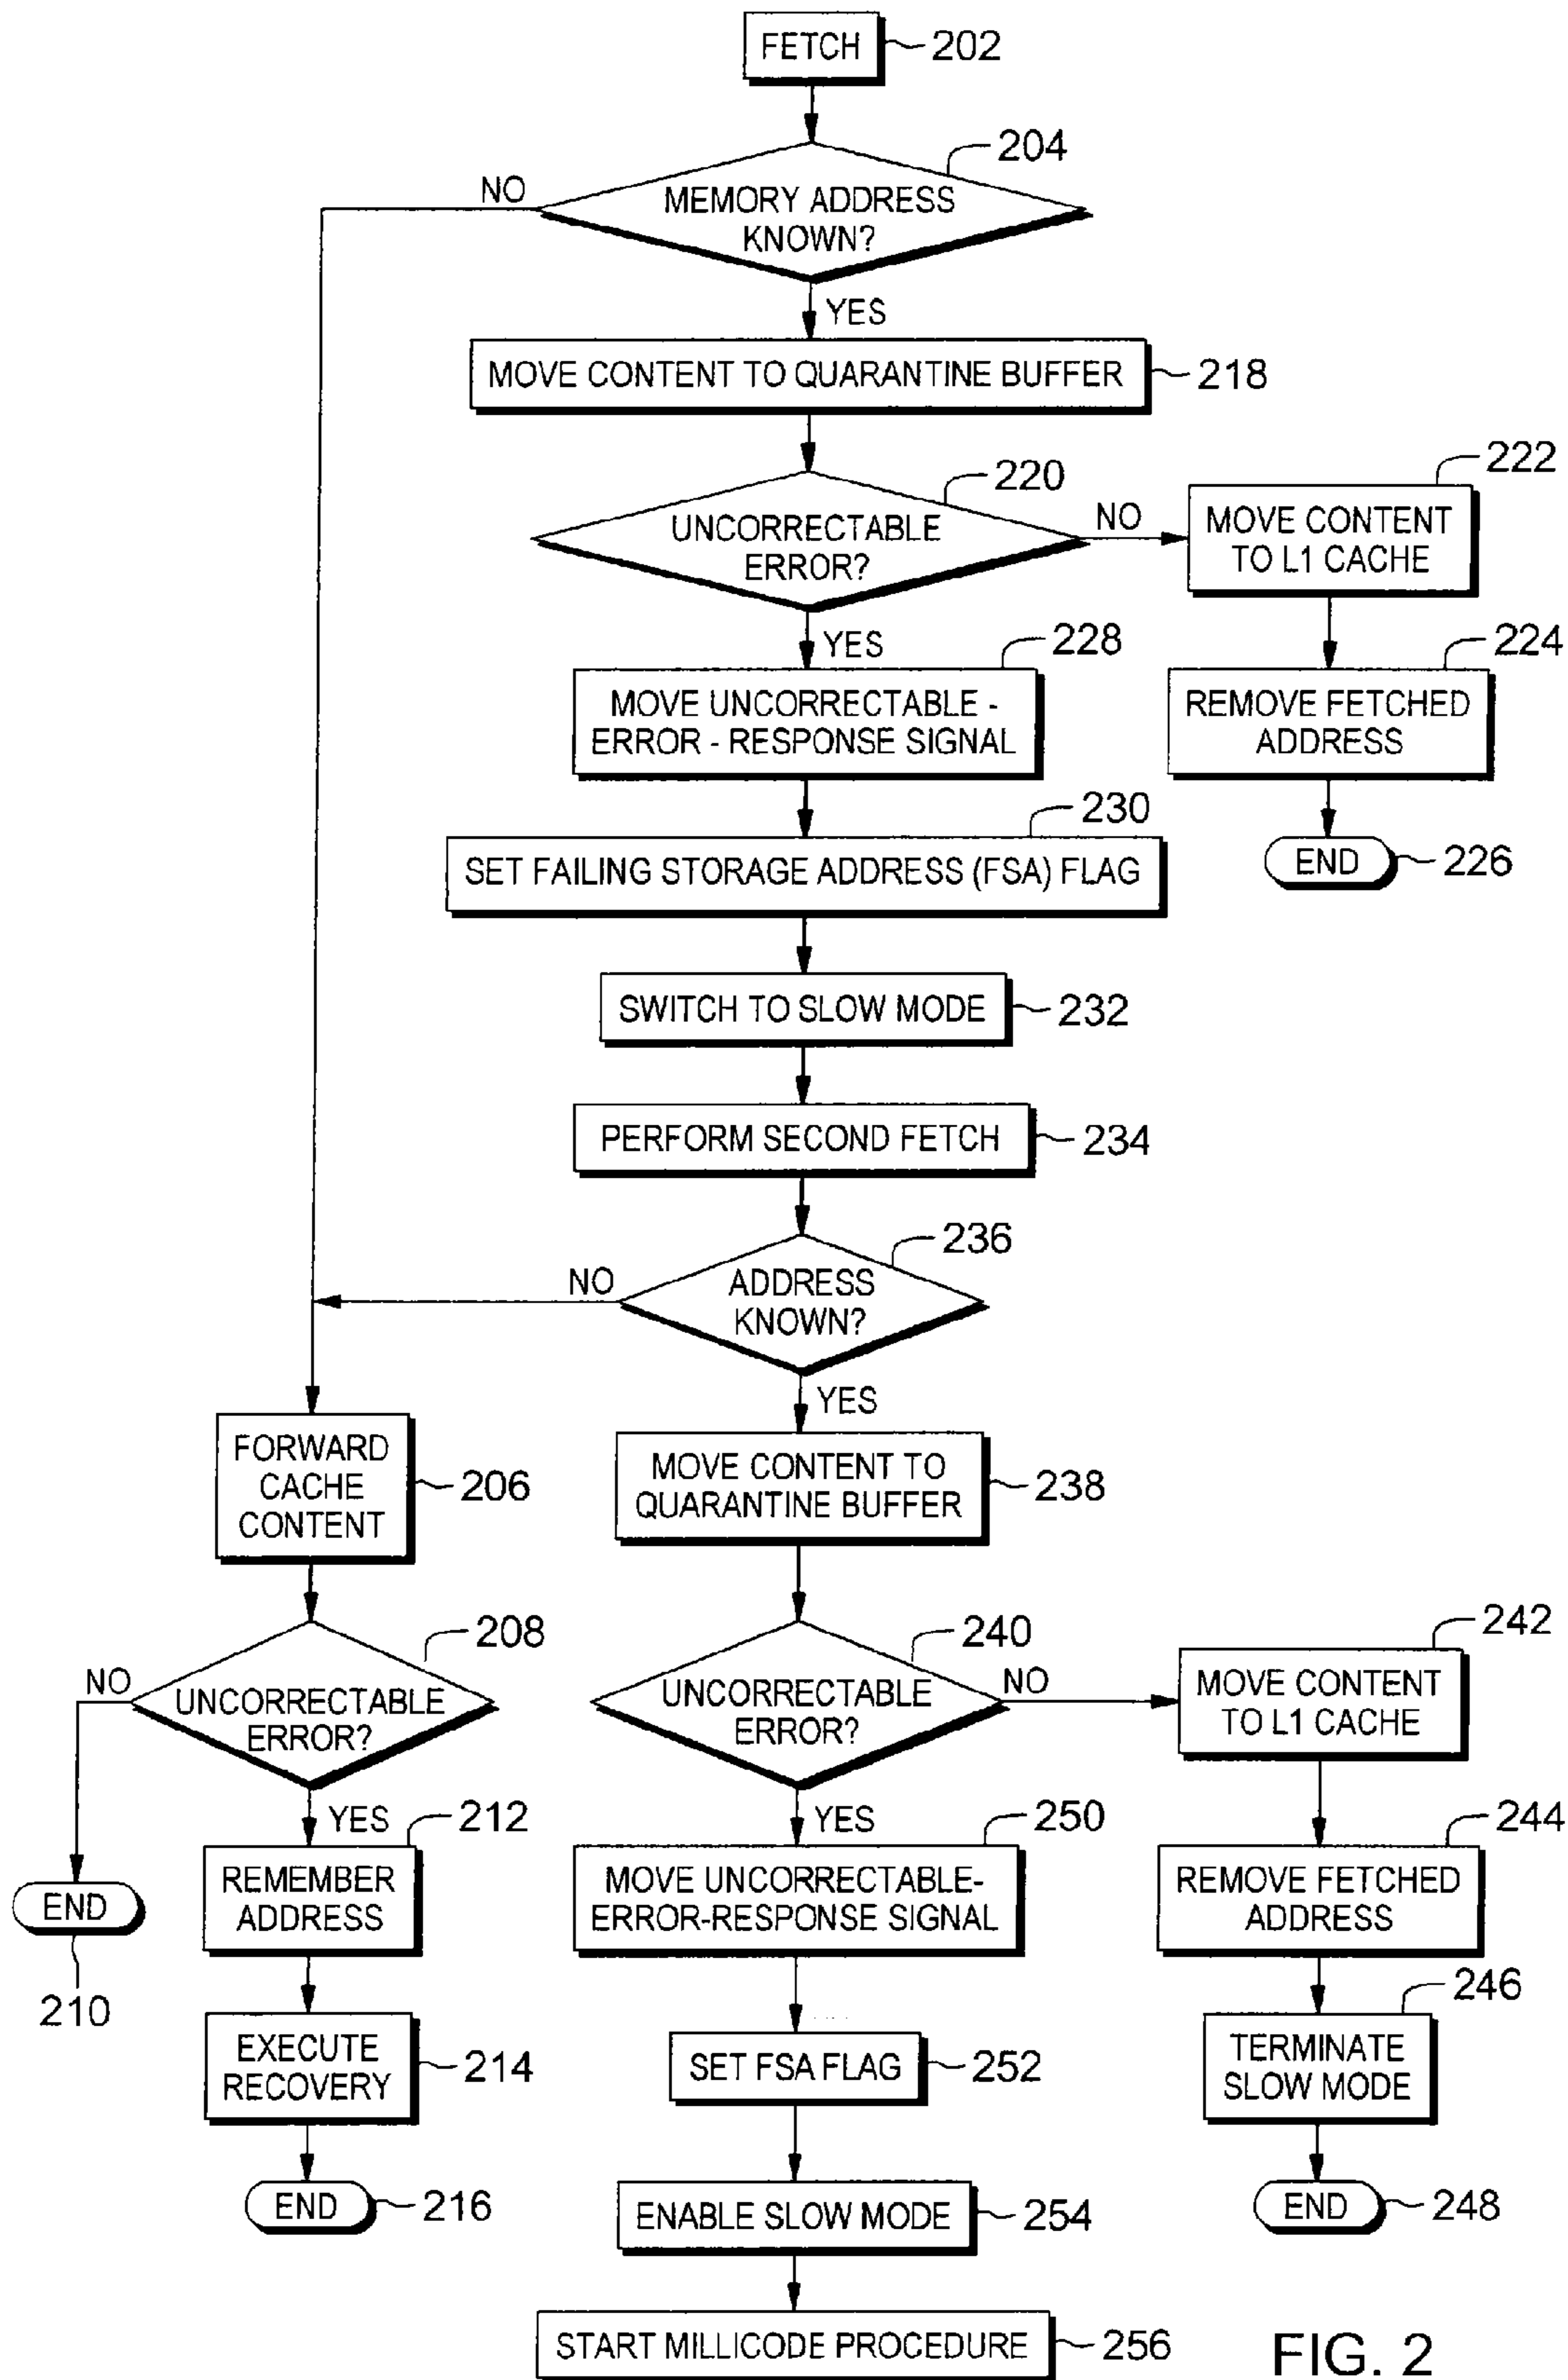 FETCH
202
204
MEMORY ADDRESS
KNOWN?
NO
YES
MOVE CONTENT TO QUARANTINE BUFFER
218
220
UNCORRECTABLE
ERROR?
NO
222
MOVE CONTENT
TO L1 CACHE
YES
228
MOVE UNCORRECTABLE -
ERROR - RESPONSE SIGNAL
224
REMOVE FETCHED
ADDRESS
230
SET FAILING STORAGE ADDRESS (FSA) FLAG
END
226
SWITCH TO SLOW MODE
232
PERFORM SECOND FETCH
234
236
ADDRESS
KNOWN?
NO
YES
FORWARD
CACHE
CONTENT
206
MOVE CONTENT TO
QUARANTINE BUFFER
238
208
UNCORRECTABLE
ERROR?
NO
240
UNCORRECTABLE
ERROR?
NO
242
MOVE CONTENT
TO L1 CACHE
YES
212
REMEMBER
ADDRESS
YES
250
MOVE UNCORRECTABLE-
ERROR-RESPONSE SIGNAL
244
REMOVE FETCHED
ADDRESS
END
210
EXECUTE
RECOVERY
214
SET FSA FLAG
252
246
TERMINATE
SLOW MODE
END
216
ENABLE SLOW MODE
254
END
248
START MILLICODE PROCEDURE
256
FIG. 2